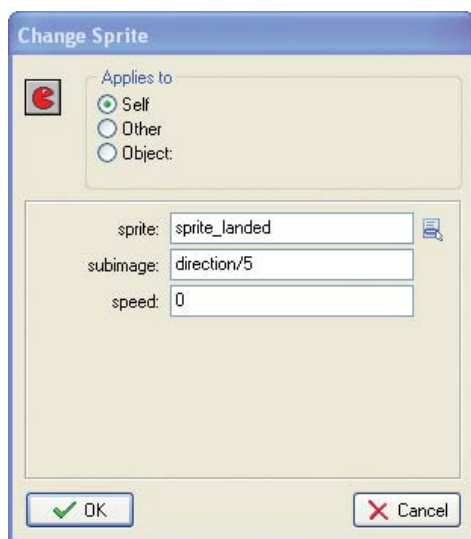 Change Sprite
Applies to
Self
Other
Object:
sprite: sprite_landed
subimage: direction/5
speed: 0
OK Cancel